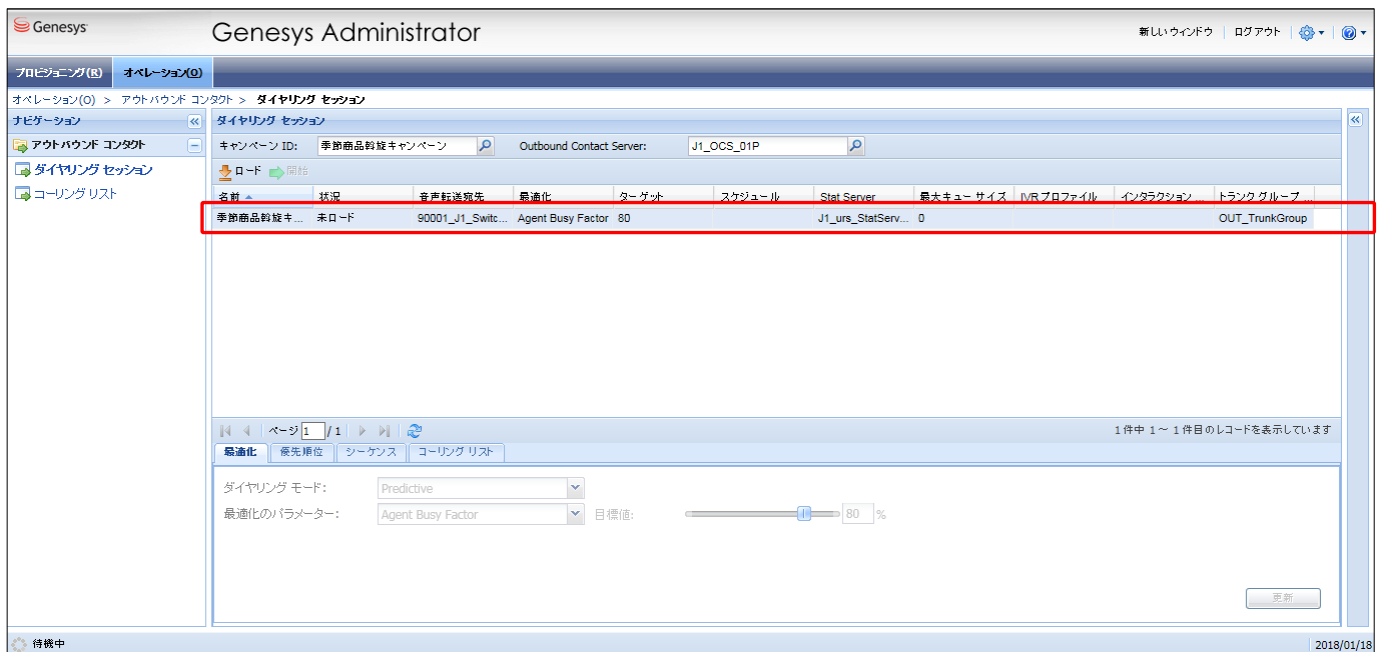 Genesys
Genesys Administrator
新しいウィンドウ ログアウト
プロビジョニング(R) オペレーション(O)
オペレーション(O) > アウトバウンド コンタクト > ダイヤリング セッション
ナビゲーション
ダイヤリング セッション
アウトバウンド コンタクト
ダイヤリング セッション
コーリング リスト
キャンペーン ID: 季節商品斡旋キャンペーン Outbound Contact Server: J1_OCS_01P
ロード 開始
名前 状況 音声転送宛先 最適化 ターゲット スケジュール Stat Server 最大キュー サイズ IVR プロファイル インタラクション ... トランク グループ ...
季節商品斡旋キ... 未ロード 90001_J1_Switc... Agent Busy Factor 80 J1_urs_StatServ... 0 OUT_TrunkGroup
ページ 1 / 1
1 件中 1 ～ 1 件目のレコードを表示しています
最適化 優先順位 シーケンス コーリング リスト
ダイヤリング モード: Predictive
最適化のパラメーター: Agent Busy Factor 目標値: 80 %
更新
待機中
2018/01/18